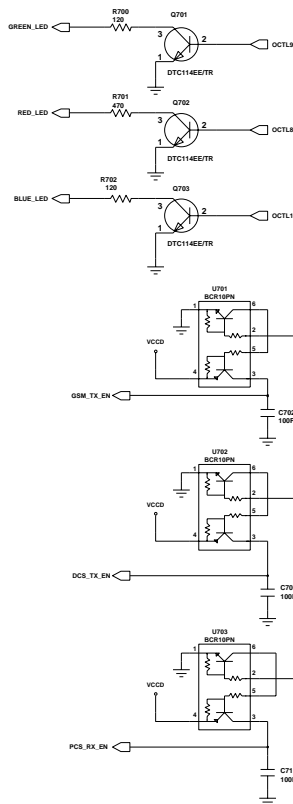 R700
120
Q701
GREEN_LED
3
2
OCTL9
1
DTC114EE/TR
R701
470
Q702
RED_LED
3
2
OCTL8
1
DTC114EE/TR
R702
120
Q703
BLUE_LED
3
2
OCTL1
1
DTC114EE/TR
U701
BCR10PN
1
6
2
VCCD
5
4
3
GSM_TX_EN
C702
100P
U702
BCR10PN
1
6
2
VCCD
5
4
3
DCS_TX_EN
U703
BCR10PN
1
6
2
VCCD
5
4
3
PCS_RX_EN